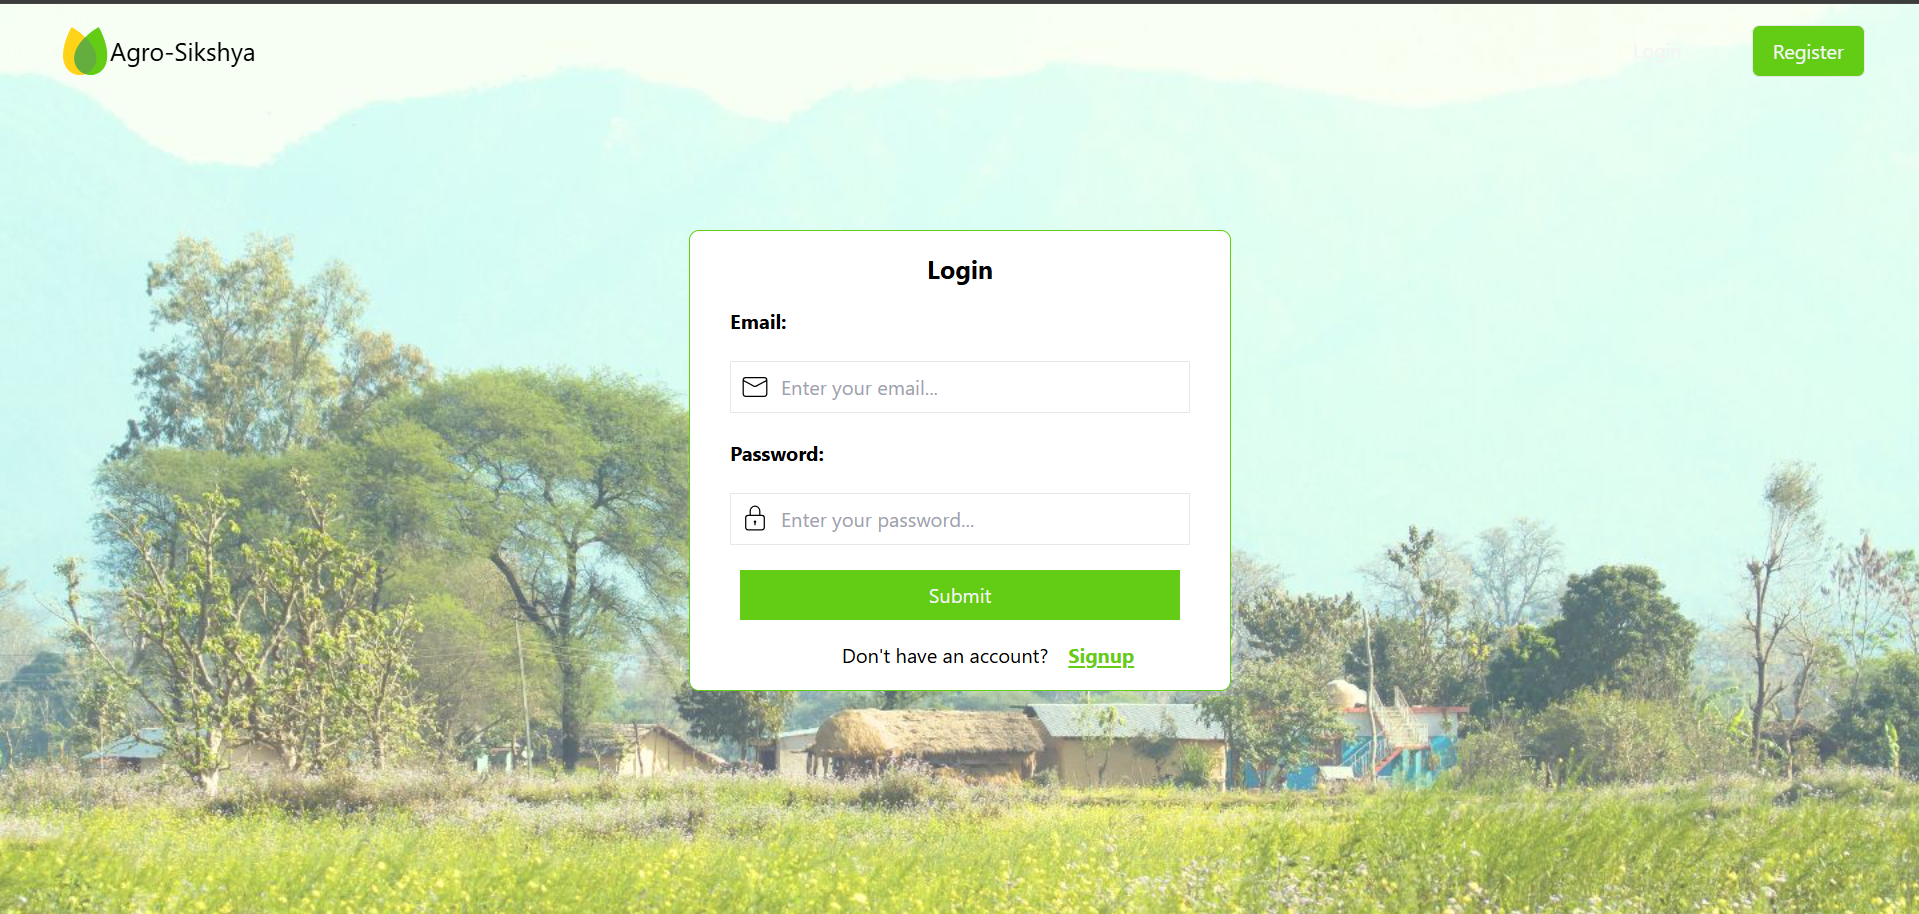 Agro-Sikshya
Login
Register
Login
Email:
Enter your email...
Password:
Enter your password...
Submit
Don't have an account? Signup